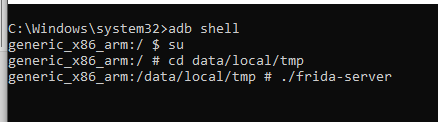 C:\Windows\system32>adb shell
generic_x86_arm:/ $ su
generic_x86_arm:/ # cd data/local/tmp
generic_x86_arm:/data/local/tmp # ./frida-server